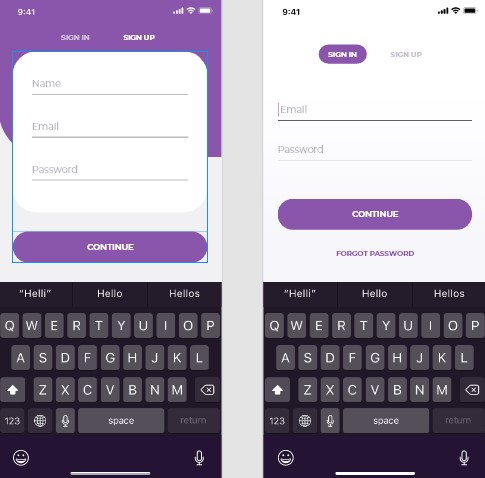 9:41
SIGN IN SIGN UP
Name
Email
Password
CONTINUE
"Helli" Hello Hellos
Q W E R T Y U I O P
A S D F G H J K L
Z X C V B N M
123 space return
9:41
SIGN IN SIGN UP
Email
Password
CONTINUE
FORGOT PASSWORD
"Helli" Hello Hellos
Q W E R T Y U I O P
A S D F G H J K L
Z X C V B N M
123 space return